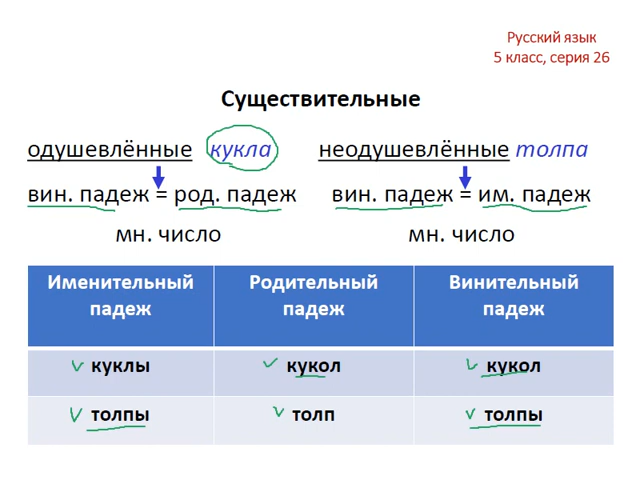 Русский язык
5 класс, серия 26
Существительные
одушевлённые кукла неодушевлённые толпа
вин. падеж = род. падеж вин. падеж = им. падеж
мн. число мн. число
Именительный падеж Родительный падеж Винительный падеж
куклы кукол кукол
толпы толп толпы